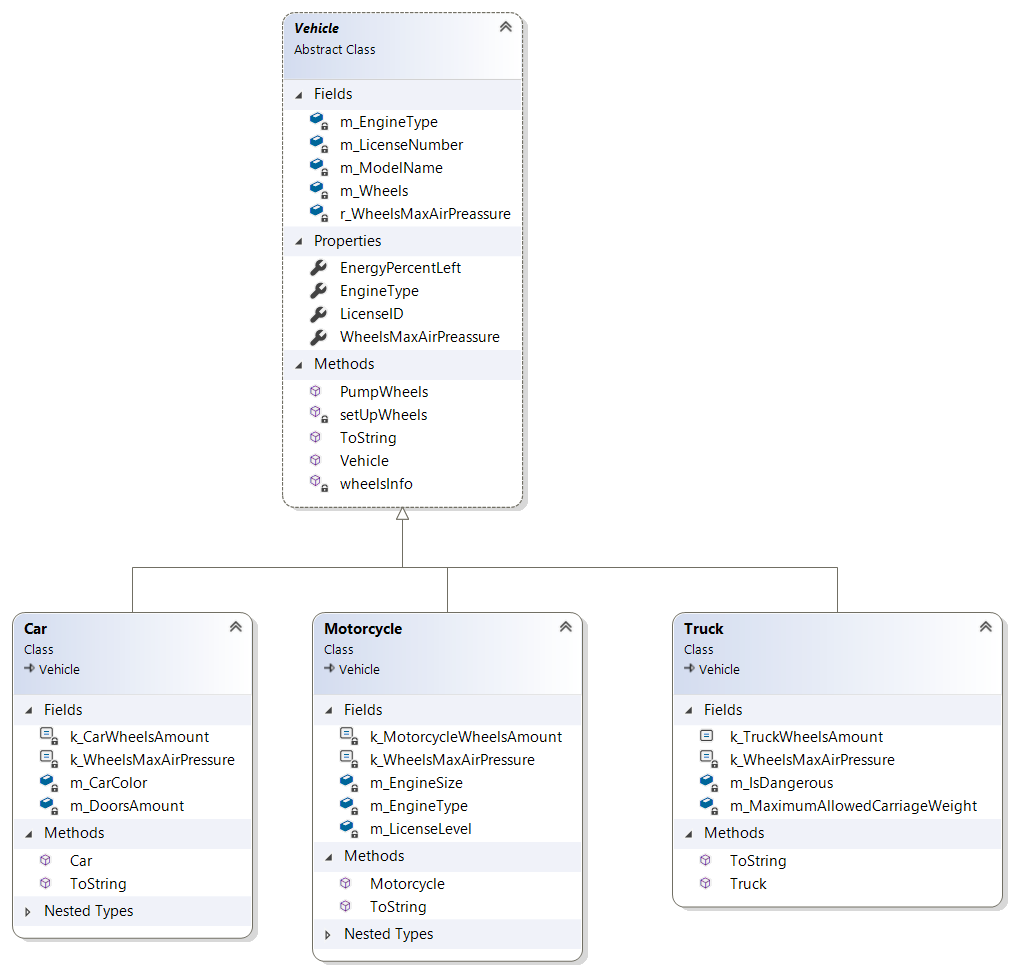 Vehicle
Abstract Class
Fields
m_EngineType
m_LicenseNumber
m_ModelName
m_Wheels
r_WheelsMaxAirPreassure
Properties
EnergyPercentLeft
EngineType
LicenseID
WheelsMaxAirPreassure
Methods
PumpWheels
setUpWheels
ToString
Vehicle
wheelsInfo
Car
Class
Vehicle
Fields
k_CarWheelsAmount
k_WheelsMaxAirPressure
m_CarColor
m_DoorsAmount
Methods
Car
ToString
Nested Types
Motorcycle
Class
Vehicle
Fields
k_MotorcycleWheelsAmount
k_WheelsMaxAirPressure
m_EngineSize
m_EngineType
m_LicenseLevel
Methods
Motorcycle
ToString
Nested Types
Truck
Class
Vehicle
Fields
k_TruckWheelsAmount
k_WheelsMaxAirPressure
m_IsDangerous
m_MaximumAllowedCarriageWeight
Methods
ToString
Truck